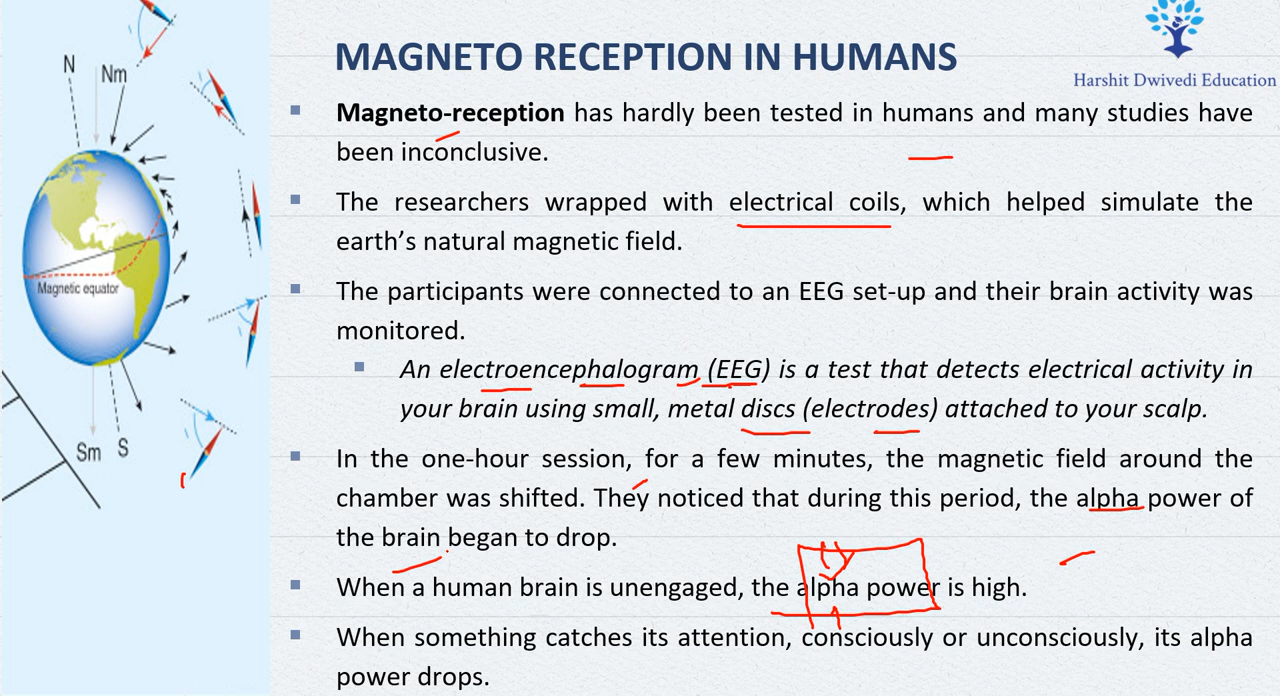 MAGNETO RECEPTION IN HUMANS
Harshit Dwivedi Education
N
Nm
Magnetic equator
Sm
S
Magneto-reception has hardly been tested in humans and many studies have
been inconclusive.
The researchers wrapped with electrical coils, which helped simulate the
earth’s natural magnetic field.
The participants were connected to an EEG set-up and their brain activity was
monitored.
An electroencephalogram (EEG) is a test that detects electrical activity in
your brain using small, metal discs (electrodes) attached to your scalp.
In the one-hour session, for a few minutes, the magnetic field around the
chamber was shifted. They noticed that during this period, the alpha power of
the brain began to drop.
When a human brain is unengaged, the alpha power is high.
When something catches its attention, consciously or unconsciously, its alpha
power drops.